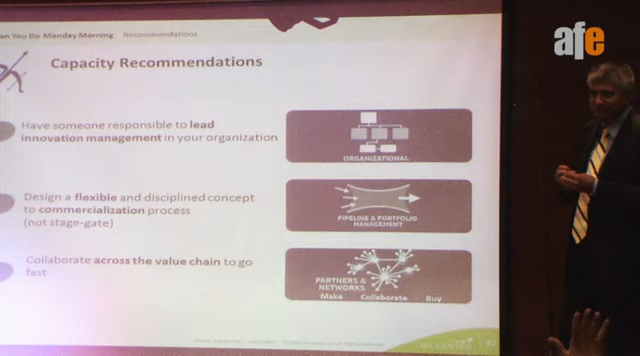 an You Do Monday Morning Recommendations
afe
Capacity Recommendations
Have someone responsible to lead
innovation management in your organization
ORGANIZATIONAL
Design a flexible and disciplined concept
to commercialization process
(not stage-gate)
PIPELINE & PORTFOLIO
MANAGEMENT
Collaborate across the value chain to go
fast
PARTNERS &
NETWORKS
Make Collaborate Buy